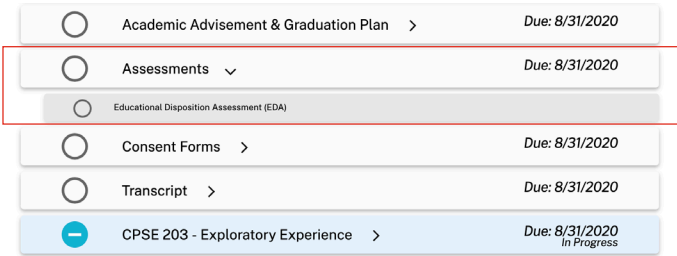 Academic Advisement & Graduation Plan Due: 8/31/2020
Assessments Due: 8/31/2020
Educational Disposition Assessment (EDA)
Consent Forms Due: 8/31/2020
Transcript Due: 8/31/2020
CPSE 203 - Exploratory Experience Due: 8/31/2020
In Progress